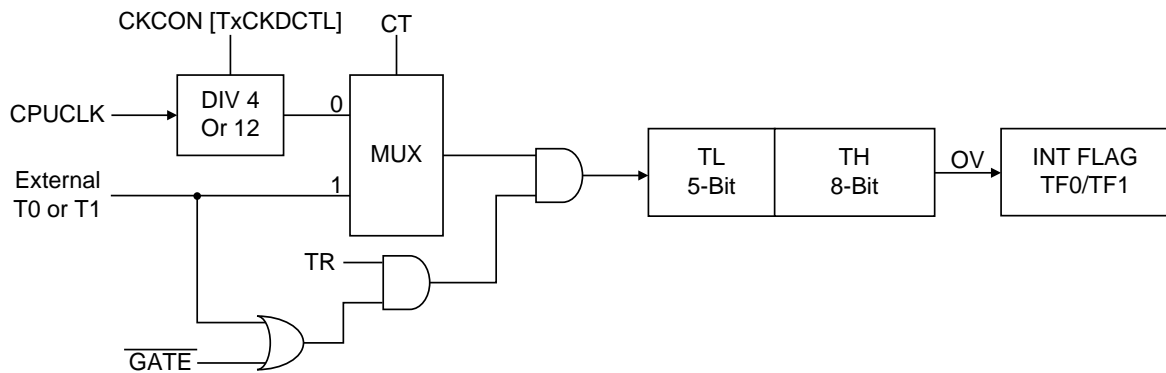 CKCON [TxCKDCTL]
CT
CPUCLK
DIV 4
Or 12
0
MUX
External
T0 or T1
1
TL
5-Bit
TH
8-Bit
OV
INT FLAG
TF0/TF1
TR
GATE